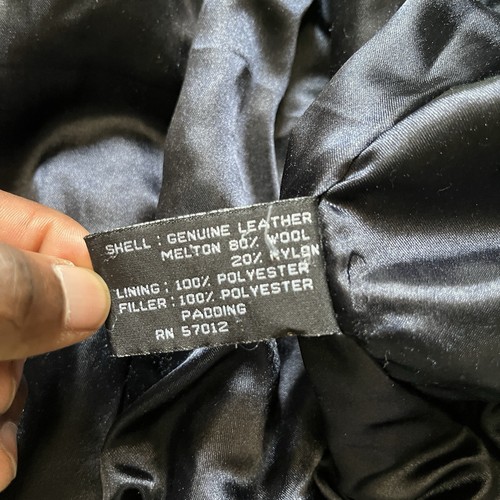 SHELL : GENUINE LEATHER
MELTON 80% WOOL
20% NYLON
LINING : 100% POLYESTER
FILLER : 100% POLYESTER
PADDING
RN 57012